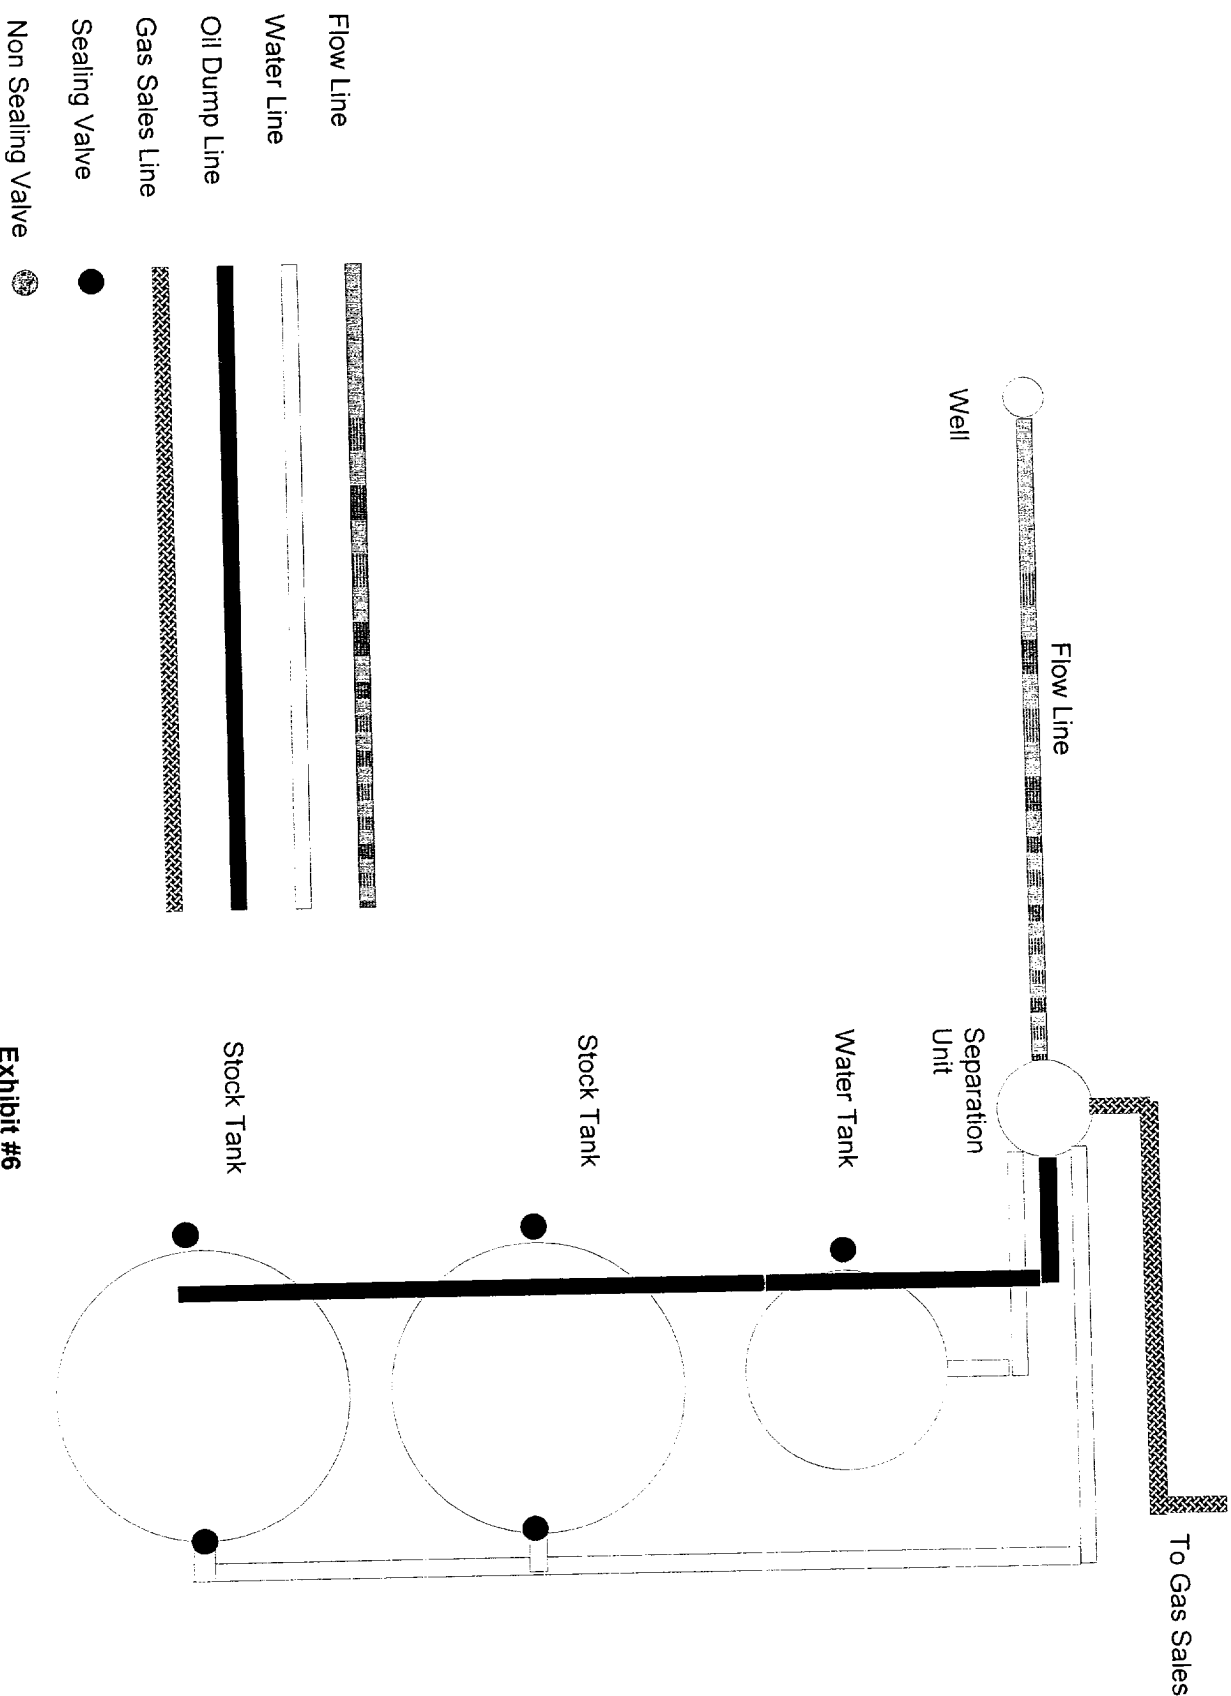 To Gas Sales
Flow Line
Well
Separation
Unit
Water Tank
Stock Tank
Stock Tank
Flow Line
Water Line
Oil Dump Line
Gas Sales Line
Sealing Valve
Non Sealing Valve
Exhibit #6